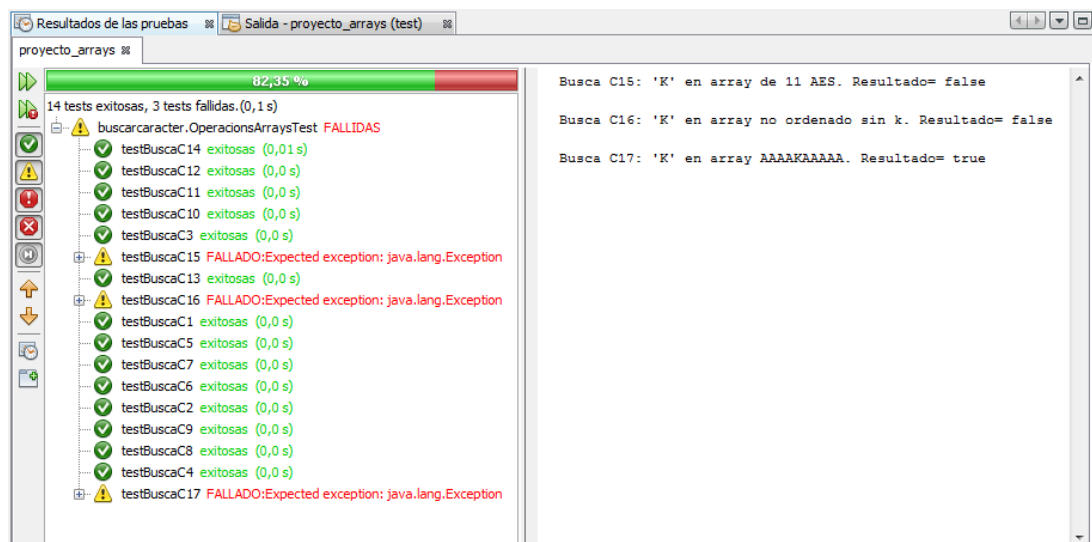 Resultados de las pruebas
Salida - proyecto_arrays (test)
proyecto_arrays
82,35 %
14 tests exitosas, 3 tests fallidas.(0,1 s)
buscarcaracter.OperacionsArraysTest FALLIDAS
testBuscaC14 exitosas (0,01 s)
testBuscaC12 exitosas (0,0 s)
testBuscaC11 exitosas (0,0 s)
testBuscaC10 exitosas (0,0 s)
testBuscaC3 exitosas (0,0 s)
testBuscaC15 FALLADO:Expected exception: java.lang.Exception
testBuscaC13 exitosas (0,0 s)
testBuscaC16 FALLADO:Expected exception: java.lang.Exception
testBuscaC1 exitosas (0,0 s)
testBuscaC5 exitosas (0,0 s)
testBuscaC7 exitosas (0,0 s)
testBuscaC6 exitosas (0,0 s)
testBuscaC2 exitosas (0,0 s)
testBuscaC9 exitosas (0,0 s)
testBuscaC8 exitosas (0,0 s)
testBuscaC4 exitosas (0,0 s)
testBuscaC17 FALLADO:Expected exception: java.lang.Exception
Busca C15: 'K' en array de 11 AES. Resultado= false
Busca C16: 'K' en array no ordenado sin k. Resultado= false
Busca C17: 'K' en array AAAAKAAAAA. Resultado= true